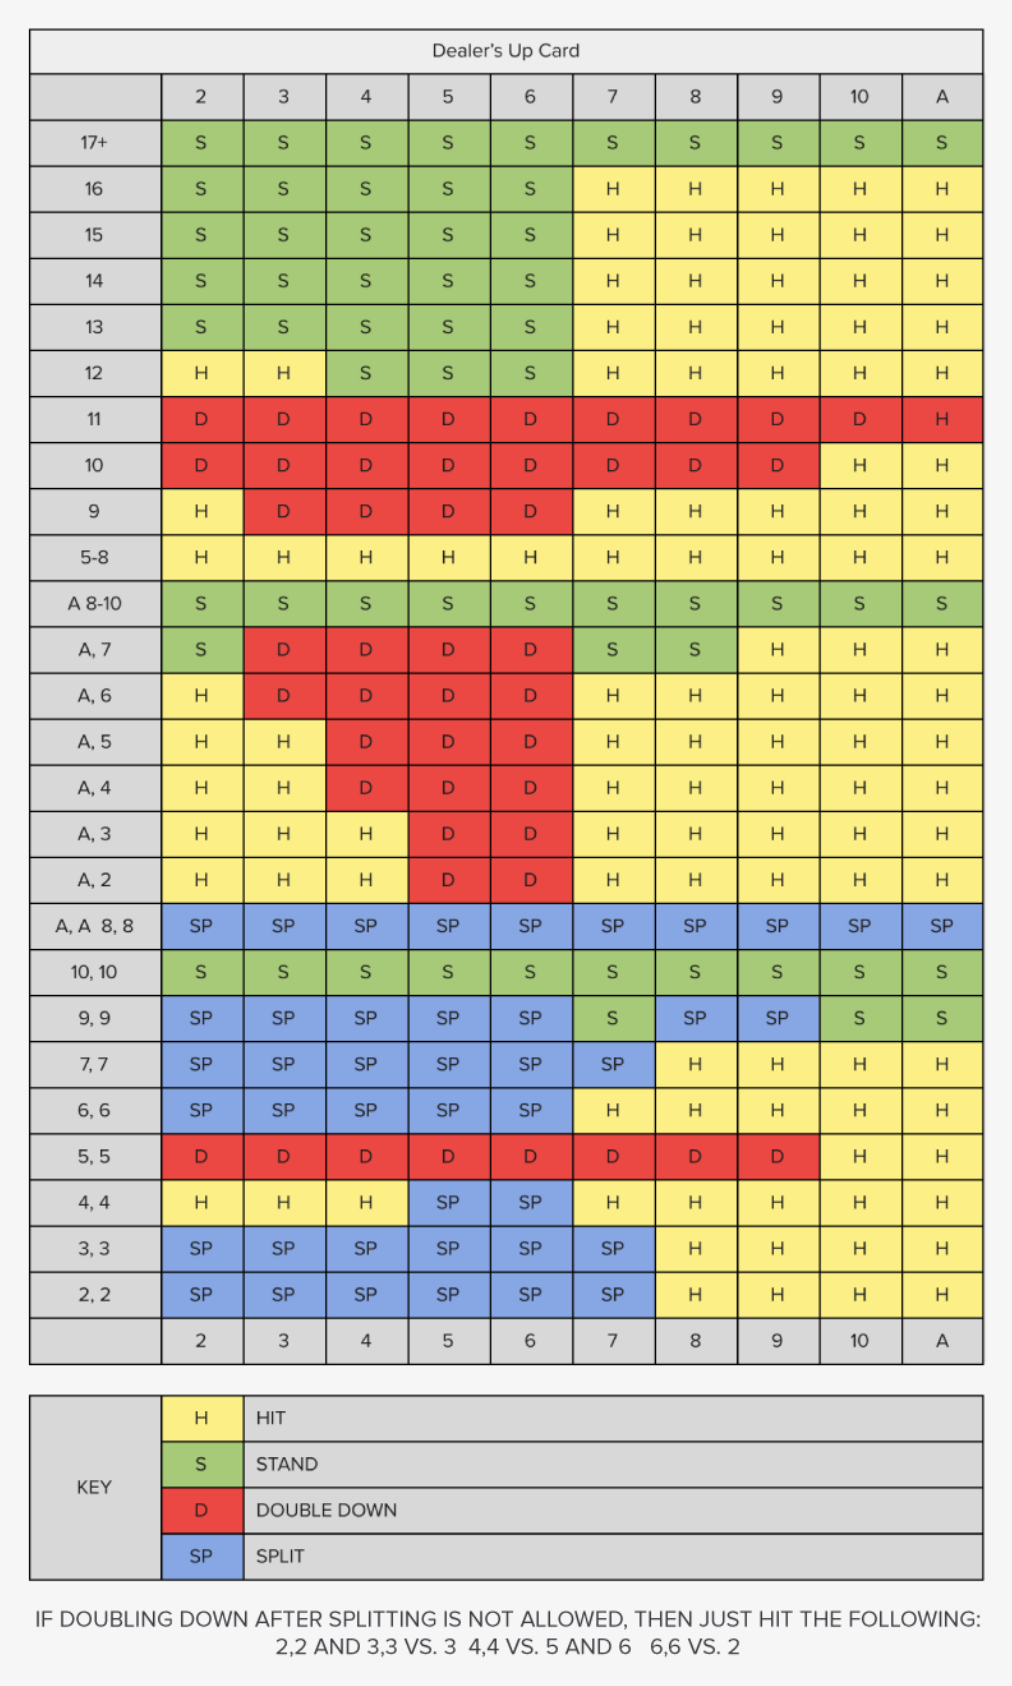 Dealer's Up Card
2 3 4 5 6 7 8 9 10 A
17+ S S S S S S S S S S
16 S S S S S H H H H H
15 S S S S S H H H H H
14 S S S S S H H H H H
13 S S S S S H H H H H
12 H H S S S H H H H H
11 D D D D D D D D D H
10 D D D D D D D D H H
9 H D D D D H H H H H
5-8 H H H H H H H H H H
A 8-10 S S S S S S S S S S
A, 7 S D D D D S S H H H
A, 6 H D D D D H H H H H
A, 5 H H D D D H H H H H
A, 4 H H D D D H H H H H
A, 3 H H H D D H H H H H
A, 2 H H H D D H H H H H
A, A 8, 8 SP SP SP SP SP SP SP SP SP SP
10, 10 S S S S S S S S S S
9, 9 SP SP SP SP SP S SP SP S S
7, 7 SP SP SP SP SP SP H H H H
6, 6 SP SP SP SP SP H H H H H
5, 5 D D D D D D D D H H
4, 4 H H H SP SP H H H H H
3, 3 SP SP SP SP SP SP H H H H
2, 2 SP SP SP SP SP SP H H H H
2 3 4 5 6 7 8 9 10 A
KEY
H HIT
S STAND
D DOUBLE DOWN
SP SPLIT
IF DOUBLING DOWN AFTER SPLITTING IS NOT ALLOWED, THEN JUST HIT THE FOLLOWING:
2,2 AND 3,3 VS. 3 4,4 VS. 5 AND 6 6,6 VS. 2